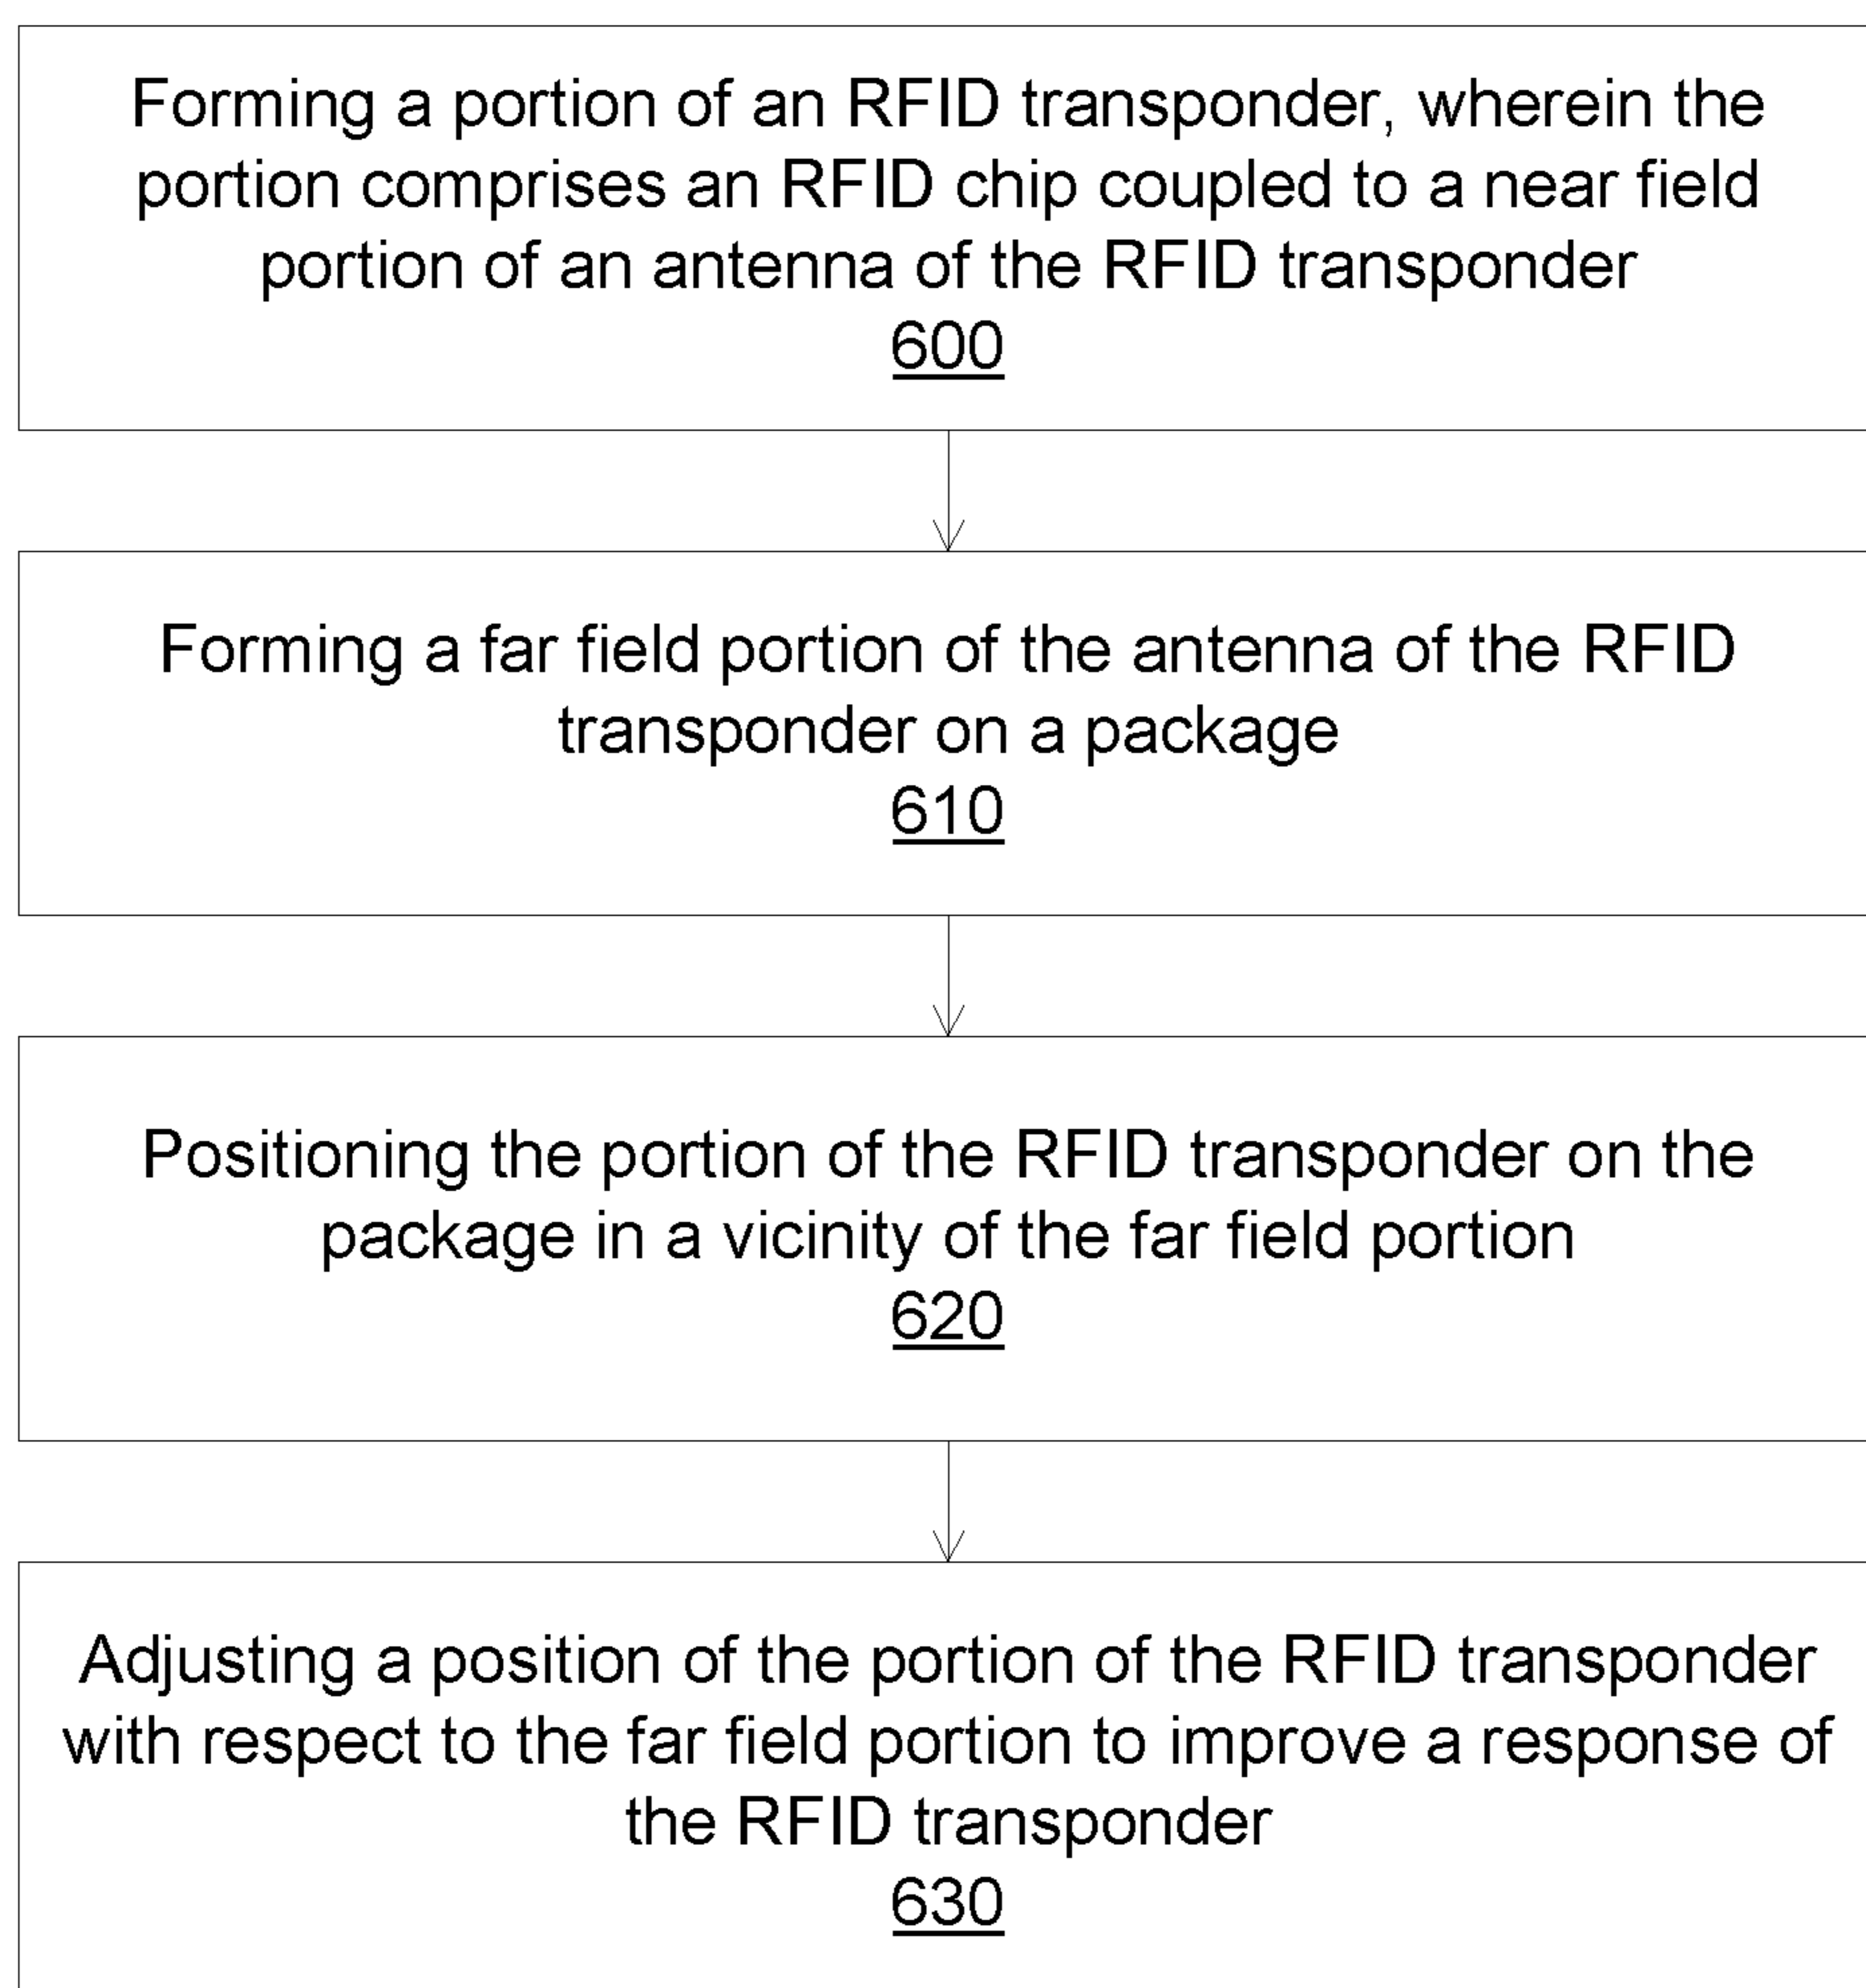 Forming a portion of an RFID transponder, wherein the
portion comprises an RFID chip coupled to a near field
portion of an antenna of the RFID transponder
600
Forming a far field portion of the antenna of the RFID
transponder on a package
610
Positioning the portion of the RFID transponder on the
package in a vicinity of the far field portion
620
Adjusting a position of the portion of the RFID transponder
with respect to the far field portion to improve a response of
the RFID transponder
630